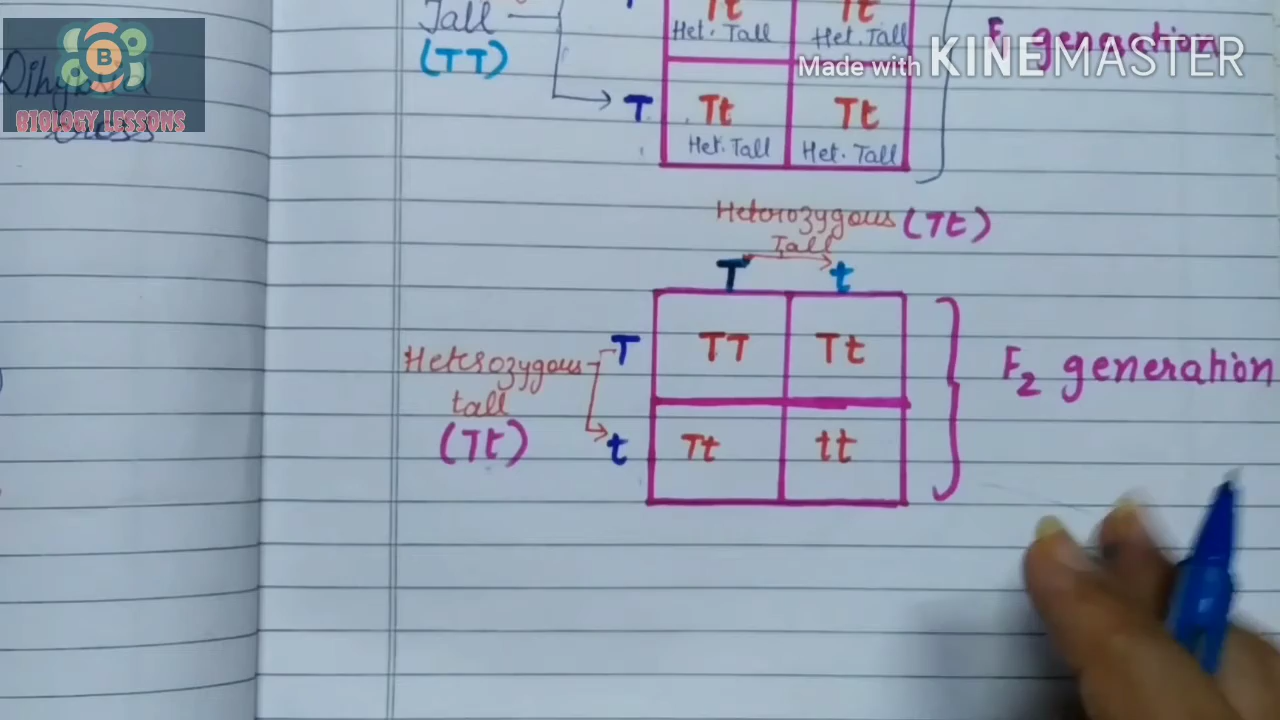 Tall
(TT)
Tt Tt
Het. Tall Het. Tall
F generation
T Tt Tt
Het. Tall Het. Tall
Made with KINEMASTER
B
BIOLOGY LESSONS
Heterozygous (Tt)
Tall
T t
T TT Tt
Heterozygous
tall
(Tt)
t Tt tt
F₂ generation